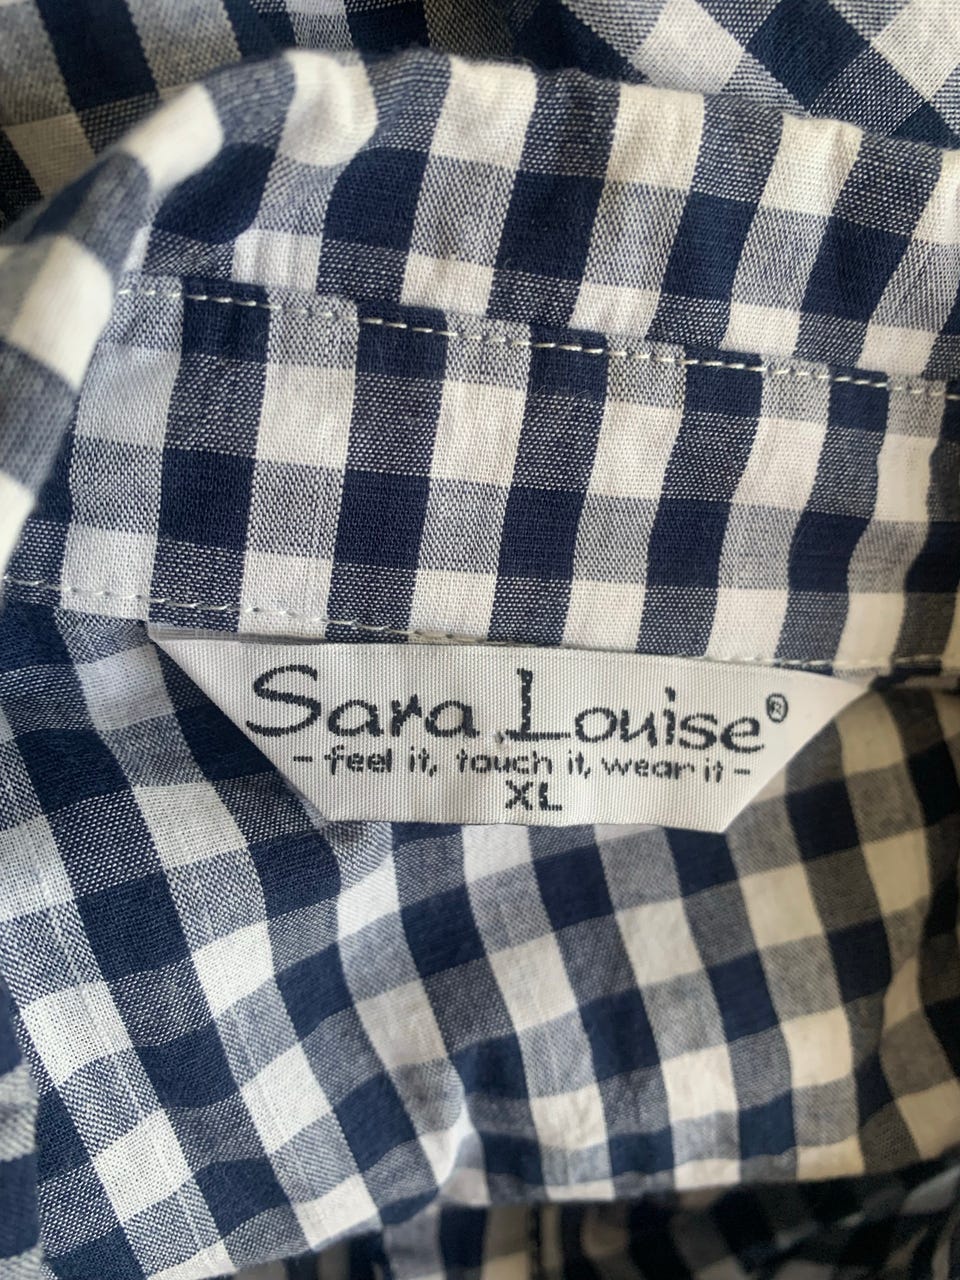 Sara Louise®
- feel it, touch it, wear it -
XL